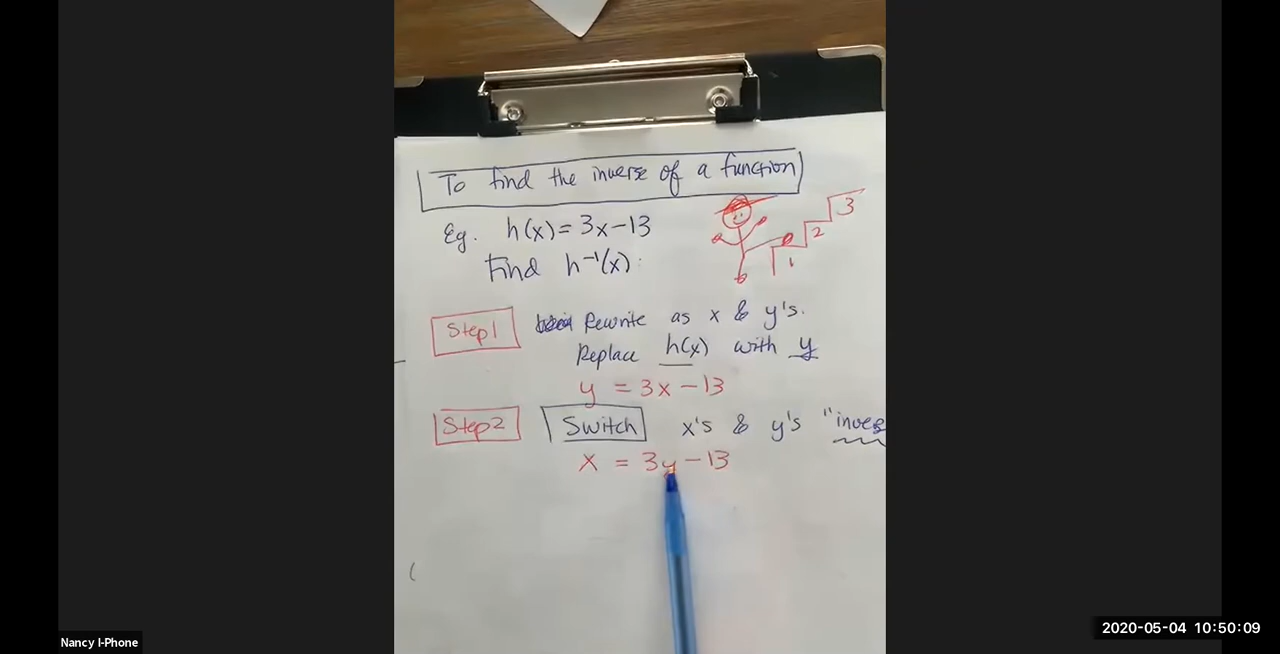 To find the inverse of a function
Eg. h(x) = 3x-13
Find h⁻¹(x).
3
2
1
Step 1 Rewrite as x & y's.
Replace h(x) with y
y = 3x - 13
Step 2 Switch x's & y's "invers
x = 3y - 13
Nancy I-Phone
2020-05-04 10:50:09